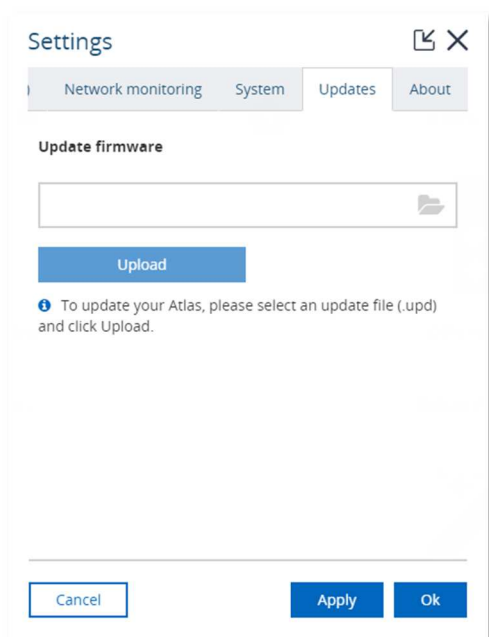 Settings
) Network monitoring System Updates About
Update firmware
Upload
To update your Atlas, please select an update file (.upd)
and click Upload.
Cancel Apply Ok